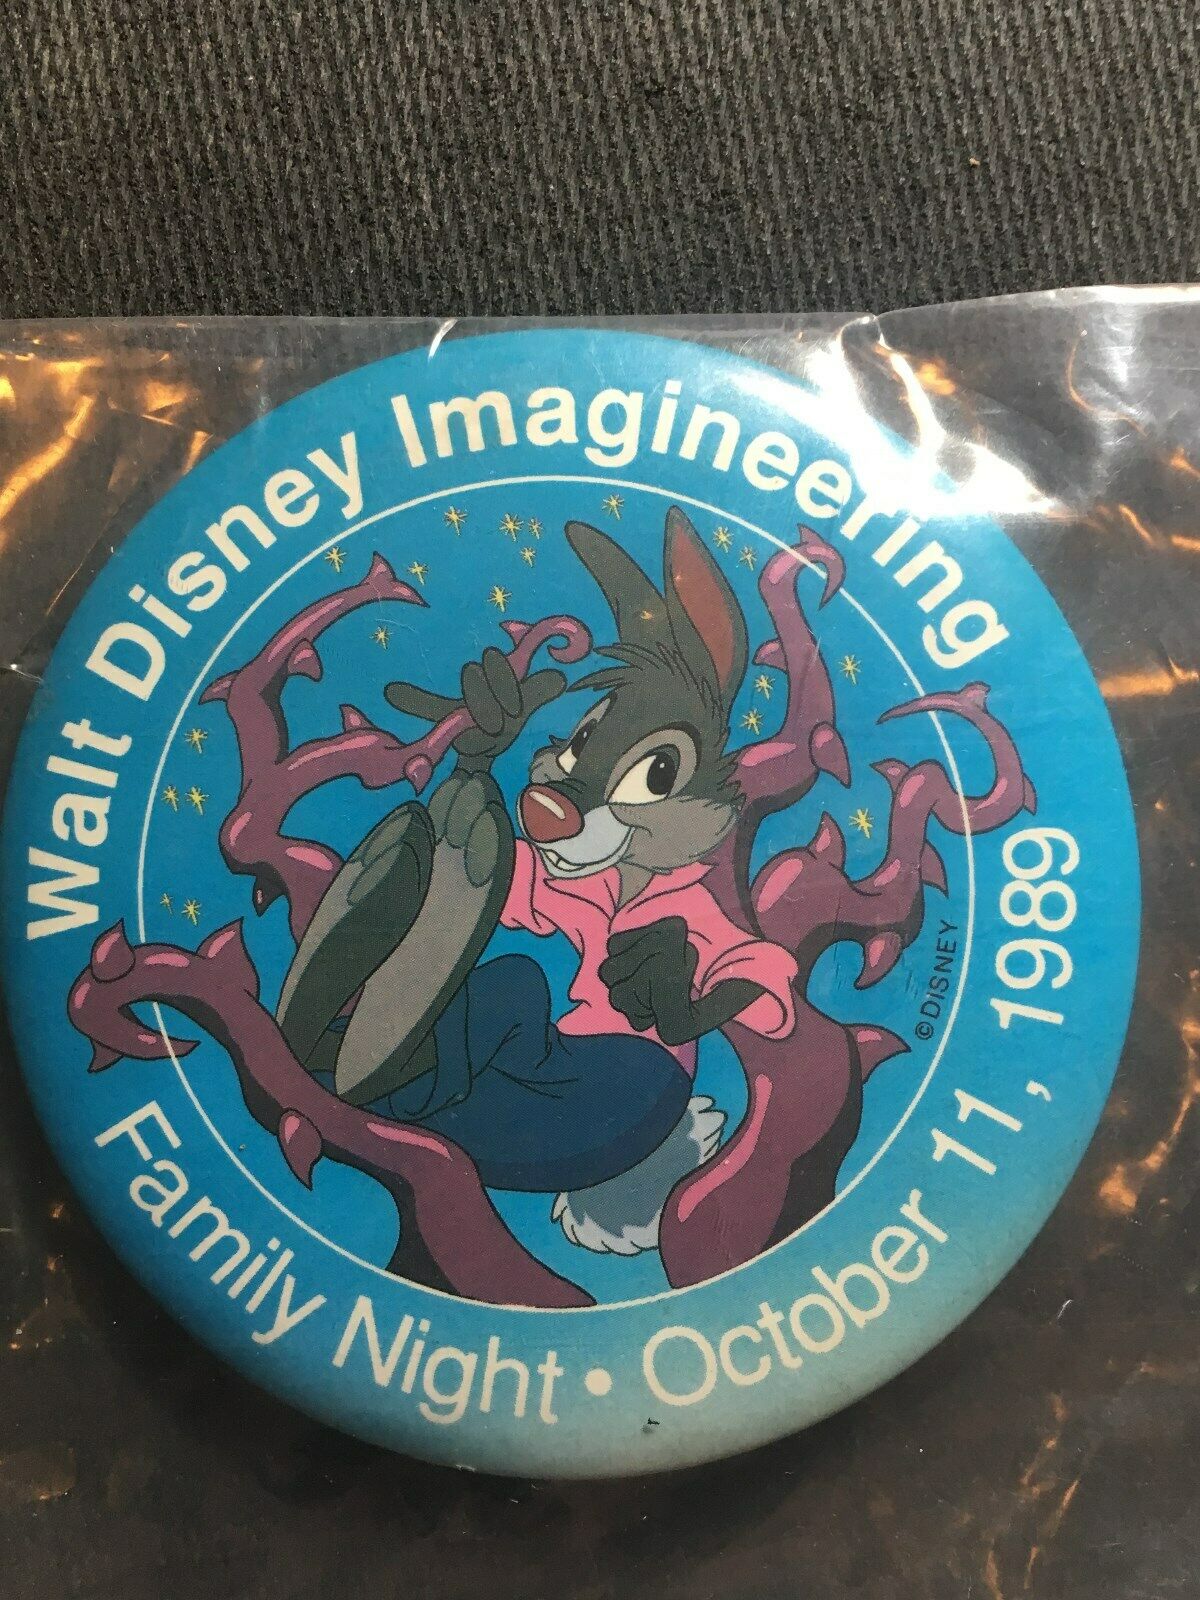 Walt Disney Imagineering
Family Night • October 11, 1989
©DISNEY